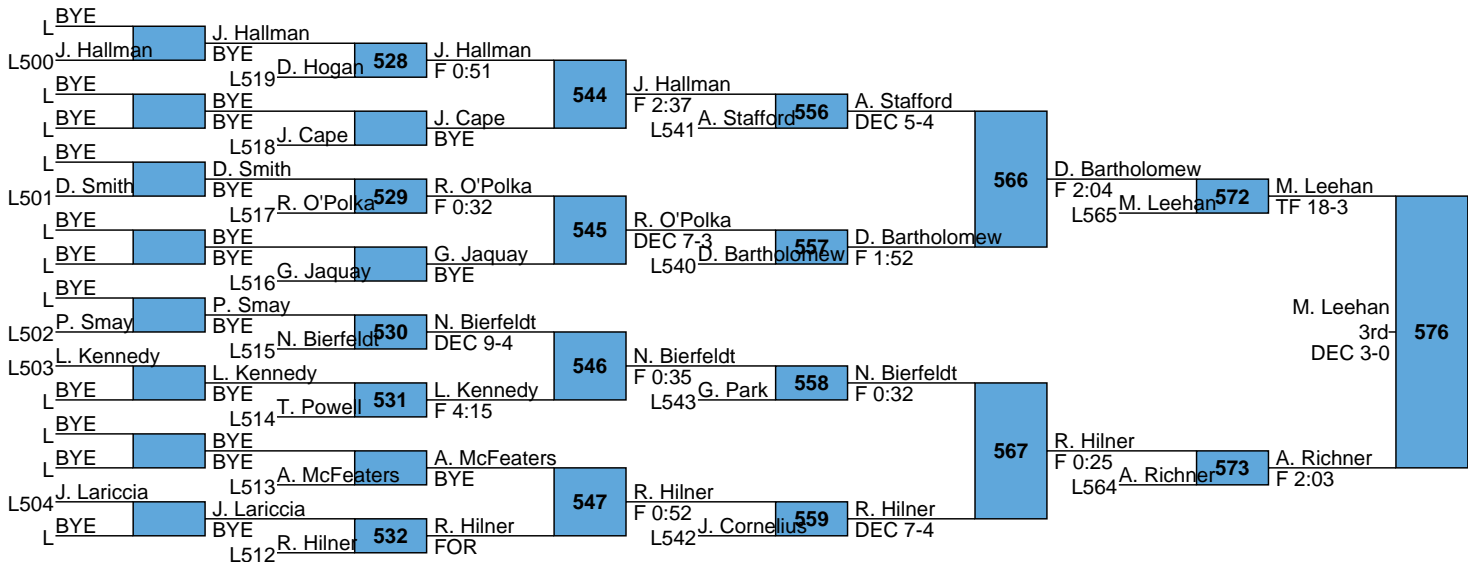 BYE
L
J. Hallman
L500
J. Hallman
BYE
D. Hogan
L519
528
J. Hallman
F 0:51
BYE
L
BYE
L
BYE
BYE
J. Cape
L518
J. Cape
BYE
544
J. Hallman
F 2:37
A. Stafford
L541
556
A. Stafford
DEC 5-4
BYE
L
D. Smith
L501
D. Smith
BYE
R. O'Polka
L517
529
R. O'Polka
F 0:32
BYE
L
BYE
L
BYE
BYE
G. Jaquay
L516
G. Jaquay
BYE
545
R. O'Polka
DEC 7-3
D. Bartholomew
L540
557
D. Bartholomew
F 1:52
566
D. Bartholomew
F 2:04
M. Leehan
L565
572
M. Leehan
TF 18-3
BYE
L
P. Smay
L502
P. Smay
BYE
N. Bierfeldt
L515
530
N. Bierfeldt
DEC 9-4
L. Kennedy
L503
BYE
L
L. Kennedy
BYE
T. Powell
L514
531
L. Kennedy
F 4:15
546
N. Bierfeldt
F 0:35
G. Park
L543
558
N. Bierfeldt
F 0:32
BYE
L
BYE
L
BYE
BYE
A. McFeaters
L513
A. McFeaters
BYE
J. Lariccia
L504
BYE
L
J. Lariccia
BYE
R. Hilner
L512
532
R. Hilner
FOR
547
R. Hilner
F 0:52
J. Cornelius
L542
559
R. Hilner
DEC 7-4
567
R. Hilner
F 0:25
A. Richner
L564
573
A. Richner
F 2:03
M. Leehan
3rd
DEC 3-0
576